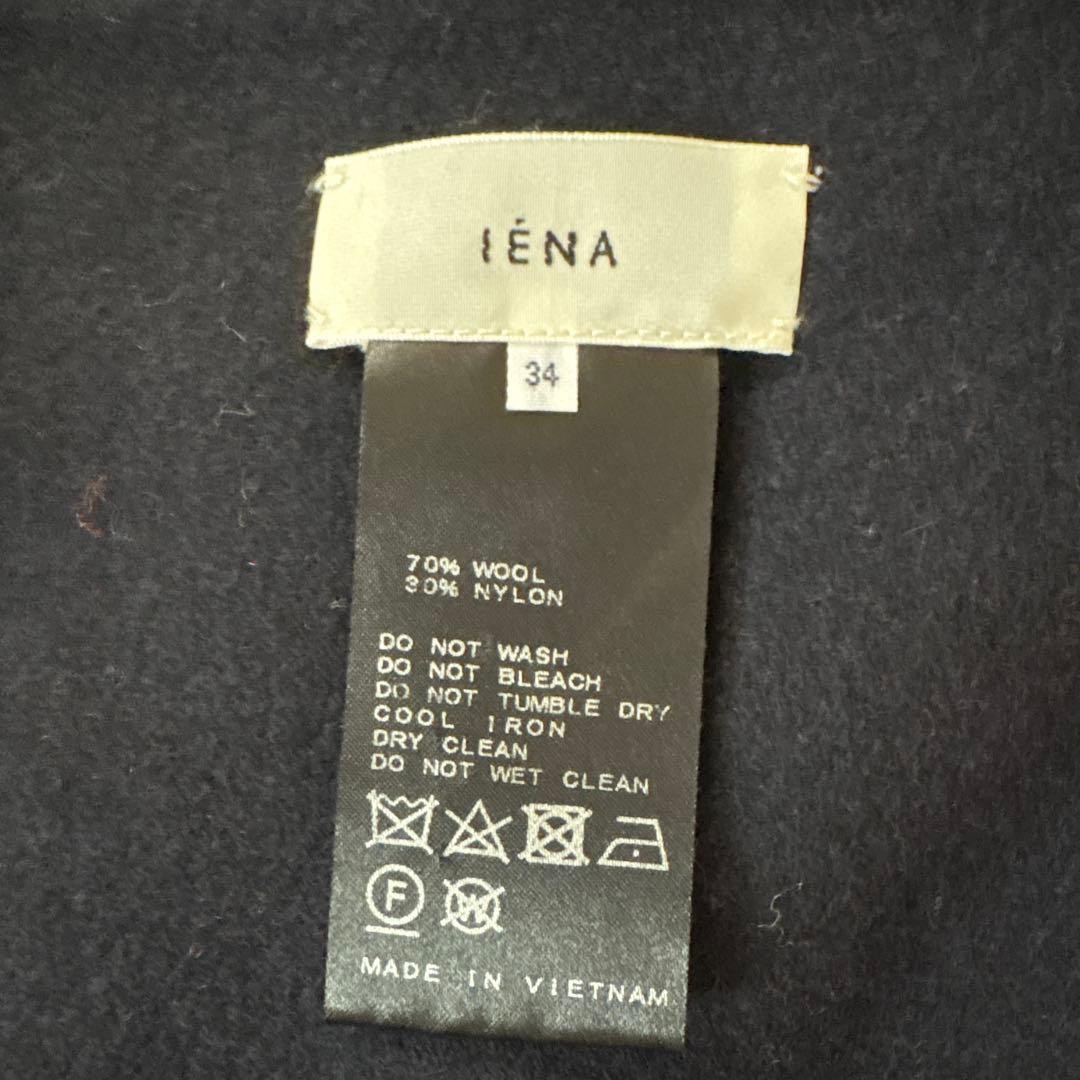 IÉNA
34
70% WOOL
30% NYLON
DO NOT WASH
DO NOT BLEACH
DO NOT TUMBLE DRY
COOL IRON
DRY CLEAN
DO NOT WET CLEAN
F W
MADE IN VIETNAM